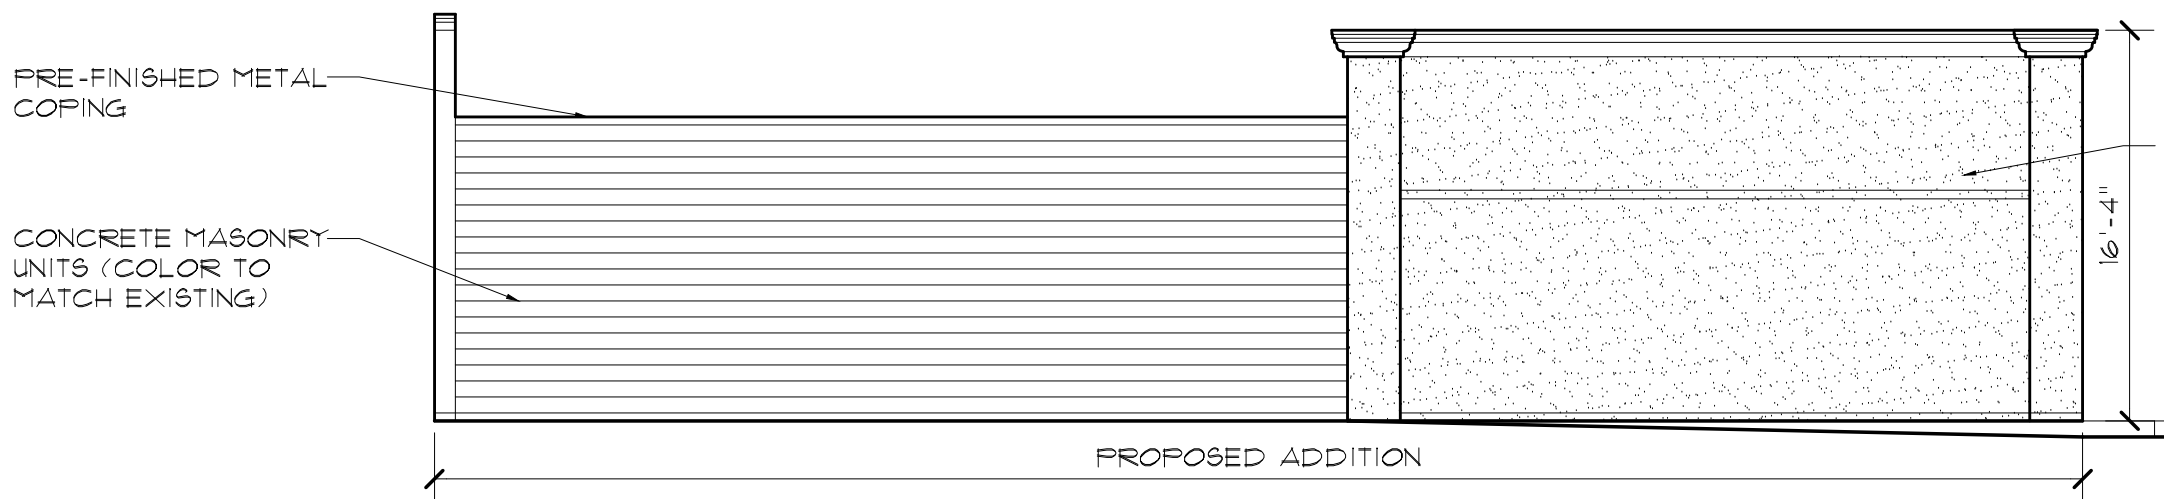 PRE-FINISHED METAL
COPING
CONCRETE MASONRY
UNITS (COLOR TO
MATCH EXISTING)
16'-4"
PROPOSED ADDITION